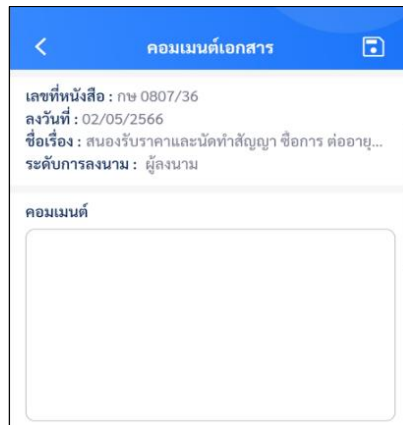 คอมเมนต์เอกสาร
เลขที่หนังสือ : กษ 0807/36
ลงวันที่ : 02/05/2566
ชื่อเรื่อง : สนองรับราคาและนัดทำสัญญา ซื้อการ ต่ออายุ...
ระดับการลงนาม : ผู้ลงนาม
คอมเมนต์